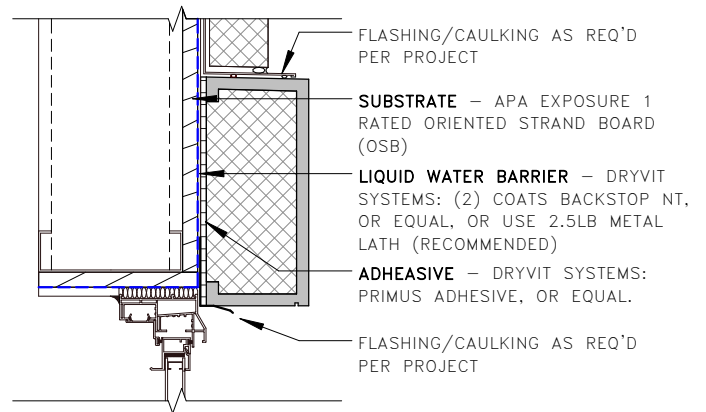 FLASHING/CAULKING AS REQ'D
PER PROJECT
SUBSTRATE – APA EXPOSURE 1
RATED ORIENTED STRAND BOARD
(OSB)
LIQUID WATER BARRIER – DRYVIT
SYSTEMS: (2) COATS BACKSTOP NT,
OR EQUAL, OR USE 2.5LB METAL
LATH (RECOMMENDED)
ADHEASIVE – DRYVIT SYSTEMS:
PRIMUS ADHESIVE, OR EQUAL.
FLASHING/CAULKING AS REQ'D
PER PROJECT